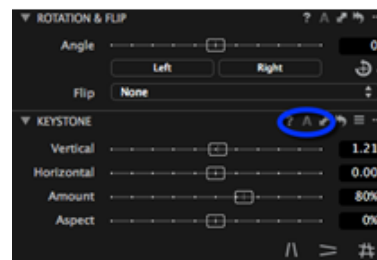 ROTATION & FLIP ?
Angle 0
Left Right
Flip None
KEYSTONE ?
Vertical 1.21
Horizontal 0.00
Amount 80%
Aspect 0%